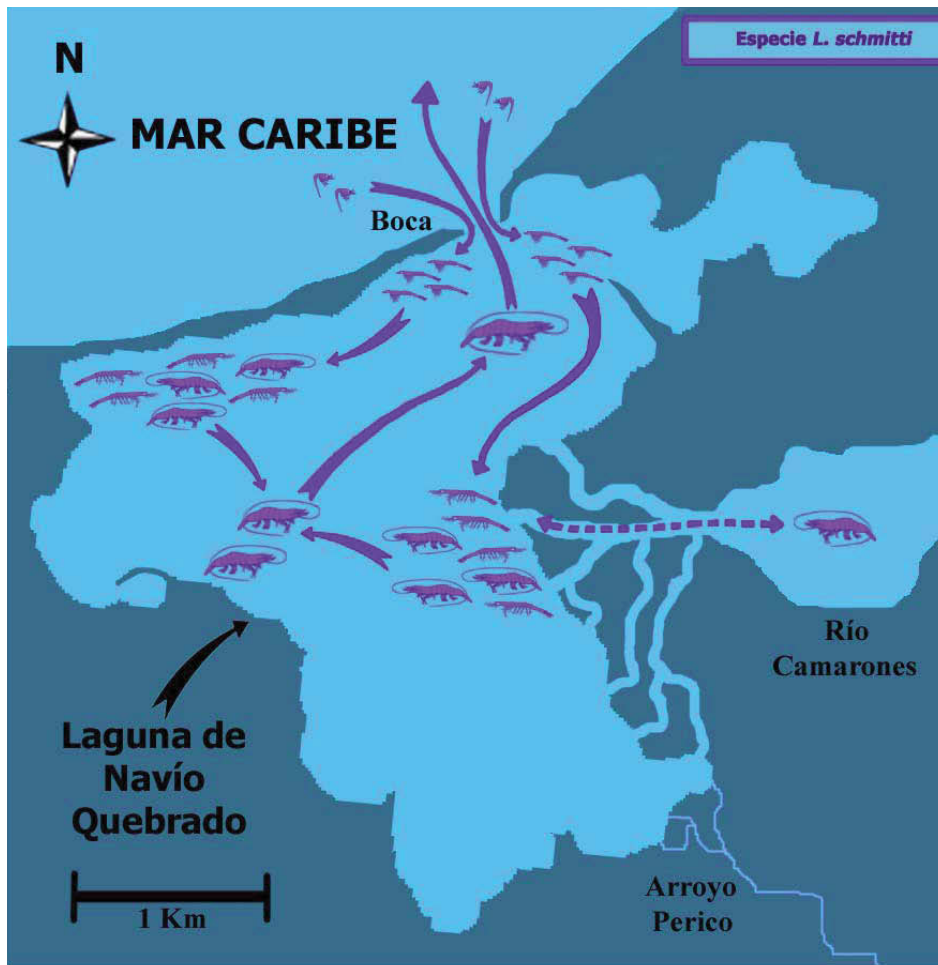 Especie L. schmitti
N
MAR CARIBE
Boca
Río
Camarones
Laguna de
Navío
Quebrado
Arroyo
Perico
1 Km